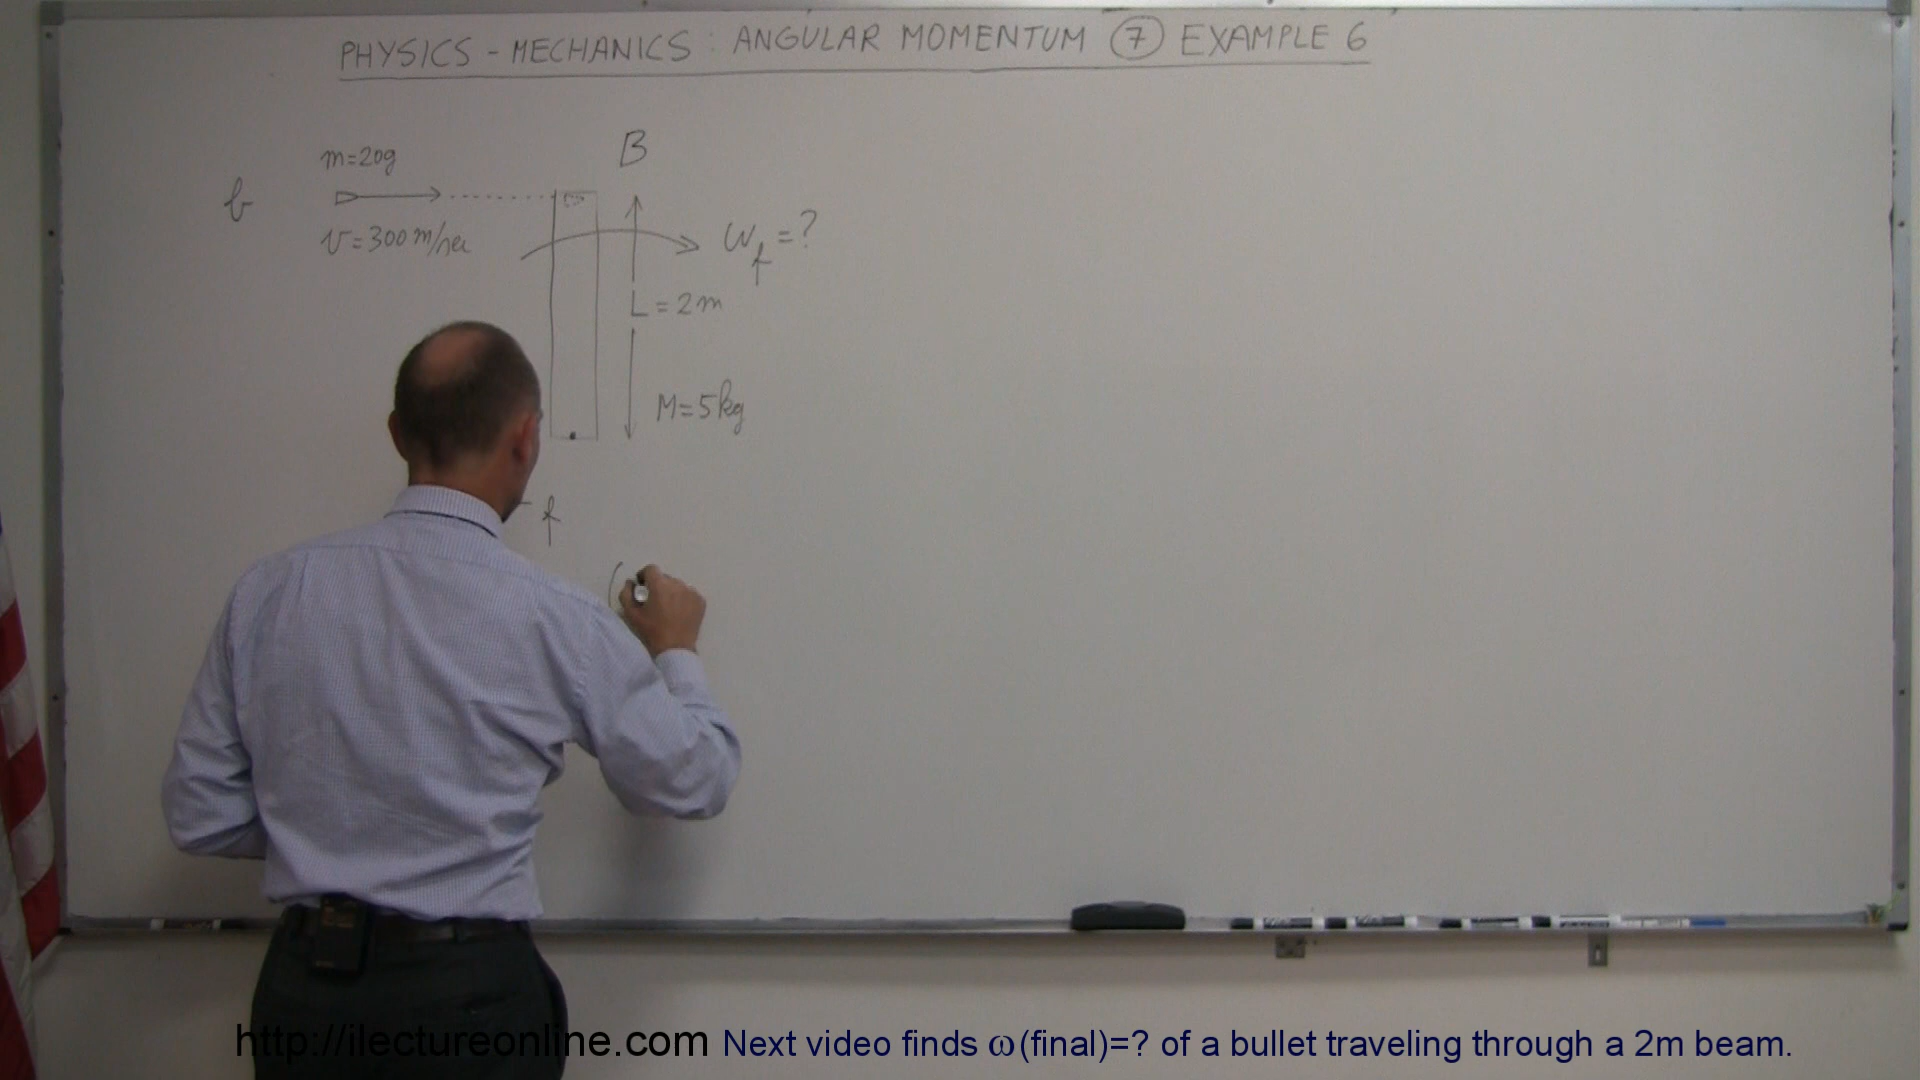 PHYSICS - MECHANICS : ANGULAR MOMENTUM ⑦ EXAMPLE 6
B
m=20g
b
v=300 m/sec
ω_f=?
L=2m
M=5kg
f
(
http://ilectureonline.com Next video finds ω(final)=? of a bullet traveling through a 2m beam.